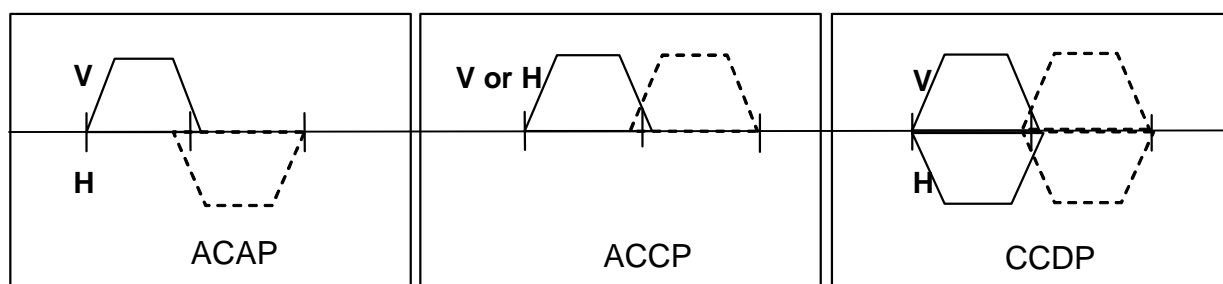 V
H
ACAP
V or H
ACCP
V
H
CCDP